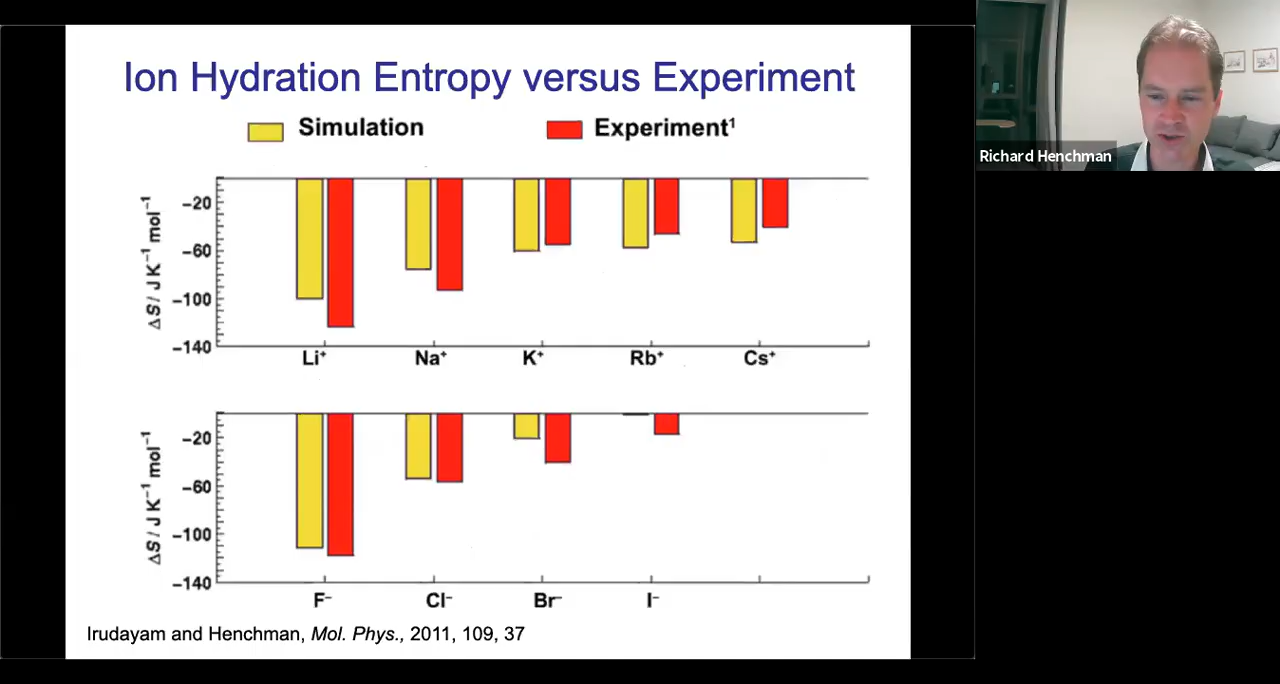 Ion Hydration Entropy versus Experiment
Simulation
Experiment¹
ΔS/ J K⁻¹ mol⁻¹
−20
−60
−100
−140
Li⁺ Na⁺ K⁺ Rb⁺ Cs⁺
ΔS/ J K⁻¹ mol⁻¹
−20
−60
−100
−140
F⁻ Cl⁻ Br⁻ I⁻
Irudayam and Henchman, Mol. Phys., 2011, 109, 37
Richard Henchman